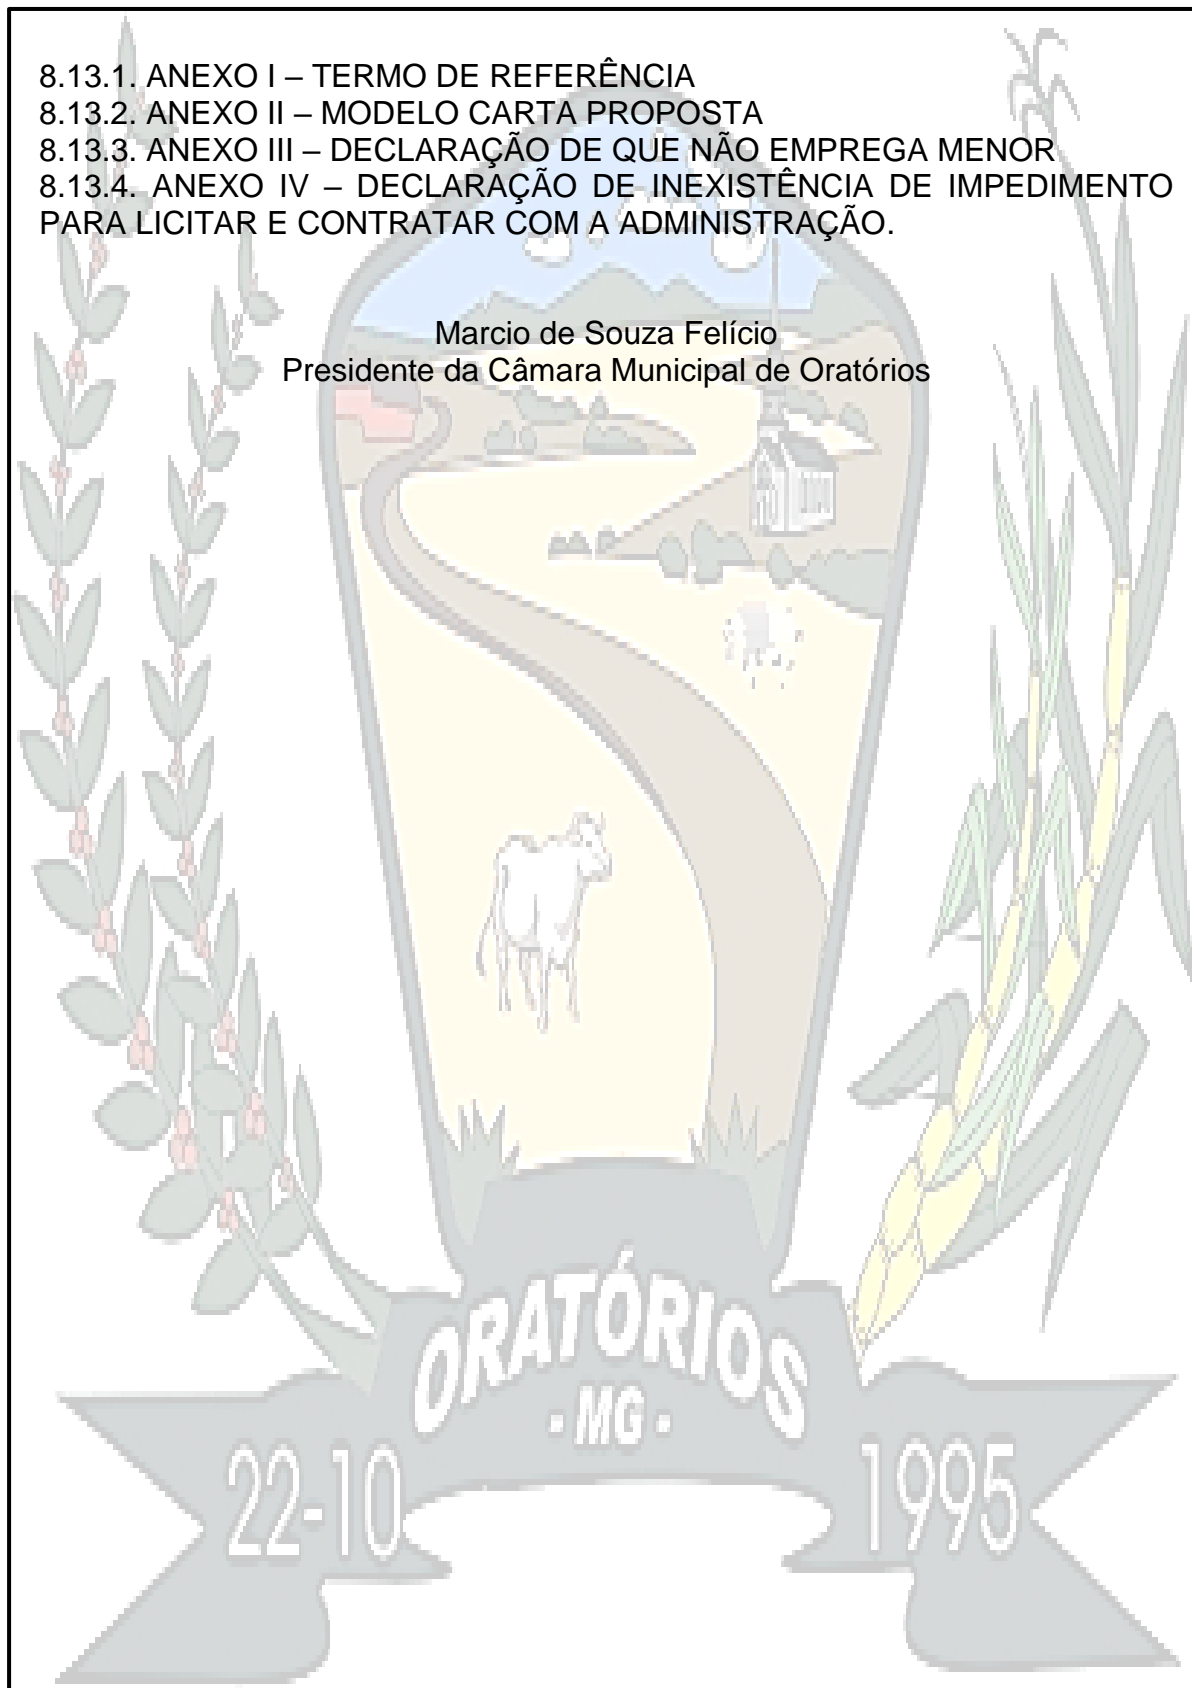 8.13.1. ANEXO I – TERMO DE REFERÊNCIA
8.13.2. ANEXO II – MODELO CARTA PROPOSTA
8.13.3. ANEXO III – DECLARAÇÃO DE QUE NÃO EMPREGA MENOR
8.13.4. ANEXO IV – DECLARAÇÃO DE INEXISTÊNCIA DE IMPEDIMENTO
PARA LICITAR E CONTRATAR COM A ADMINISTRAÇÃO.
Marcio de Souza Felício
Presidente da Câmara Municipal de Oratórios
ORATÓRIOS
- MG -
22-10
1995